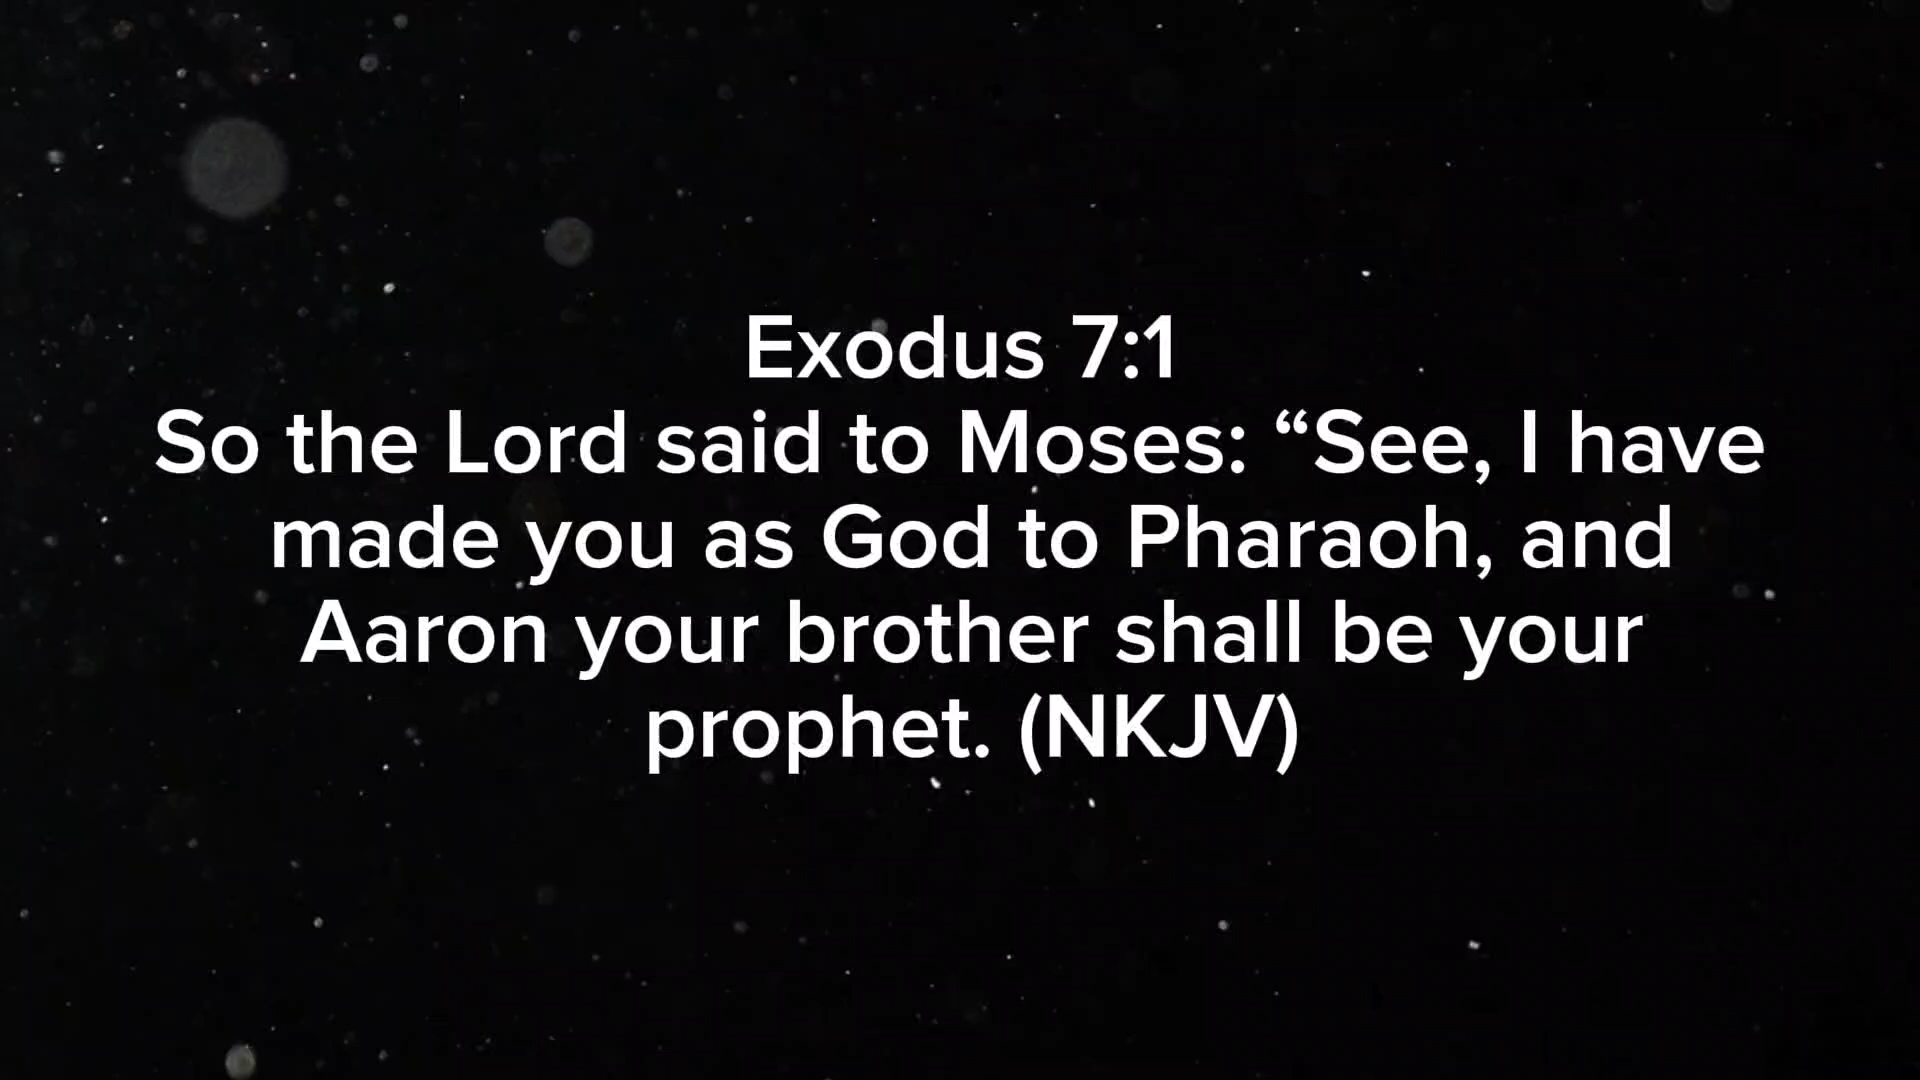 Exodus 7:1
So the Lord said to Moses: “See, I have
made you as God to Pharaoh, and
Aaron your brother shall be your
prophet. (NKJV)